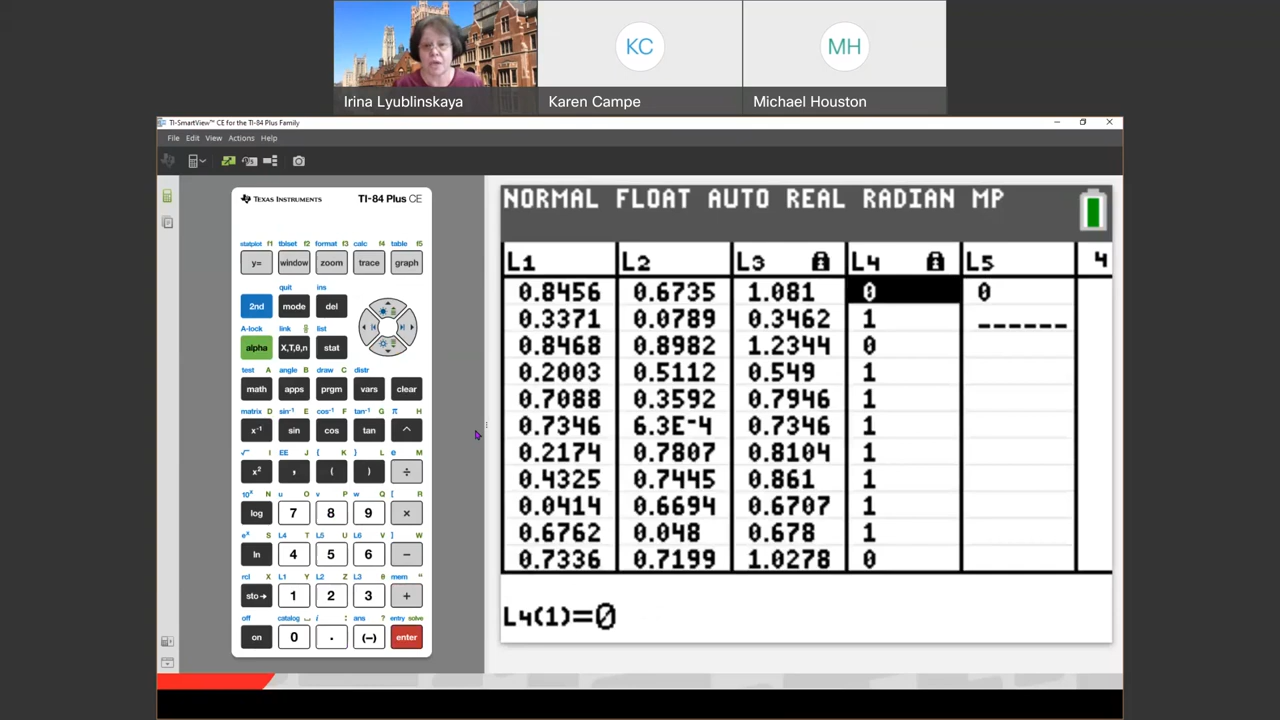 KC
MH
Irina Lyublinskaya
Karen Campe
Michael Houston
TI-SmartView™ CE for the TI-84 Plus Family
File Edit View Actions Help
TEXAS INSTRUMENTS TI-84 Plus CE
statplot f1 tblset f2 format f3 calc f4 table f5
y= window zoom trace graph
quit ins
2nd mode del
A-lock link list
alpha X,T,θ,n stat
test A angle B draw C distr
math apps prgm vars clear
matrix D sin⁻¹ E cos⁻¹ F tan⁻¹ G π H
x⁻¹ sin cos tan ^
√ I EE J { K } L e M
x² , ( ) ÷
10ˣ N u O v P w Q [ R
log 7 8 9 ×
eˣ S L4 T L5 U L6 V ] W
ln 4 5 6 −
rcl X L1 Y L2 Z L3 θ mem "
sto→ 1 2 3 +
off catalog i : ans ? entry solve
on 0 . (−) enter
NORMAL FLOAT AUTO REAL RADIAN MP
L1 L2 L3 L4 L5 4
0.8456 0.6735 1.081 0 0
0.3371 0.0789 0.3462 1 ------
0.8468 0.8982 1.2344 0
0.2003 0.5112 0.549 1
0.7088 0.3592 0.7946 1
0.7346 6.3E-4 0.7346 1
0.2174 0.7807 0.8104 1
0.4325 0.7445 0.861 1
0.0414 0.6694 0.6707 1
0.6762 0.048 0.678 1
0.7336 0.7199 1.0278 0
L4(1)=0